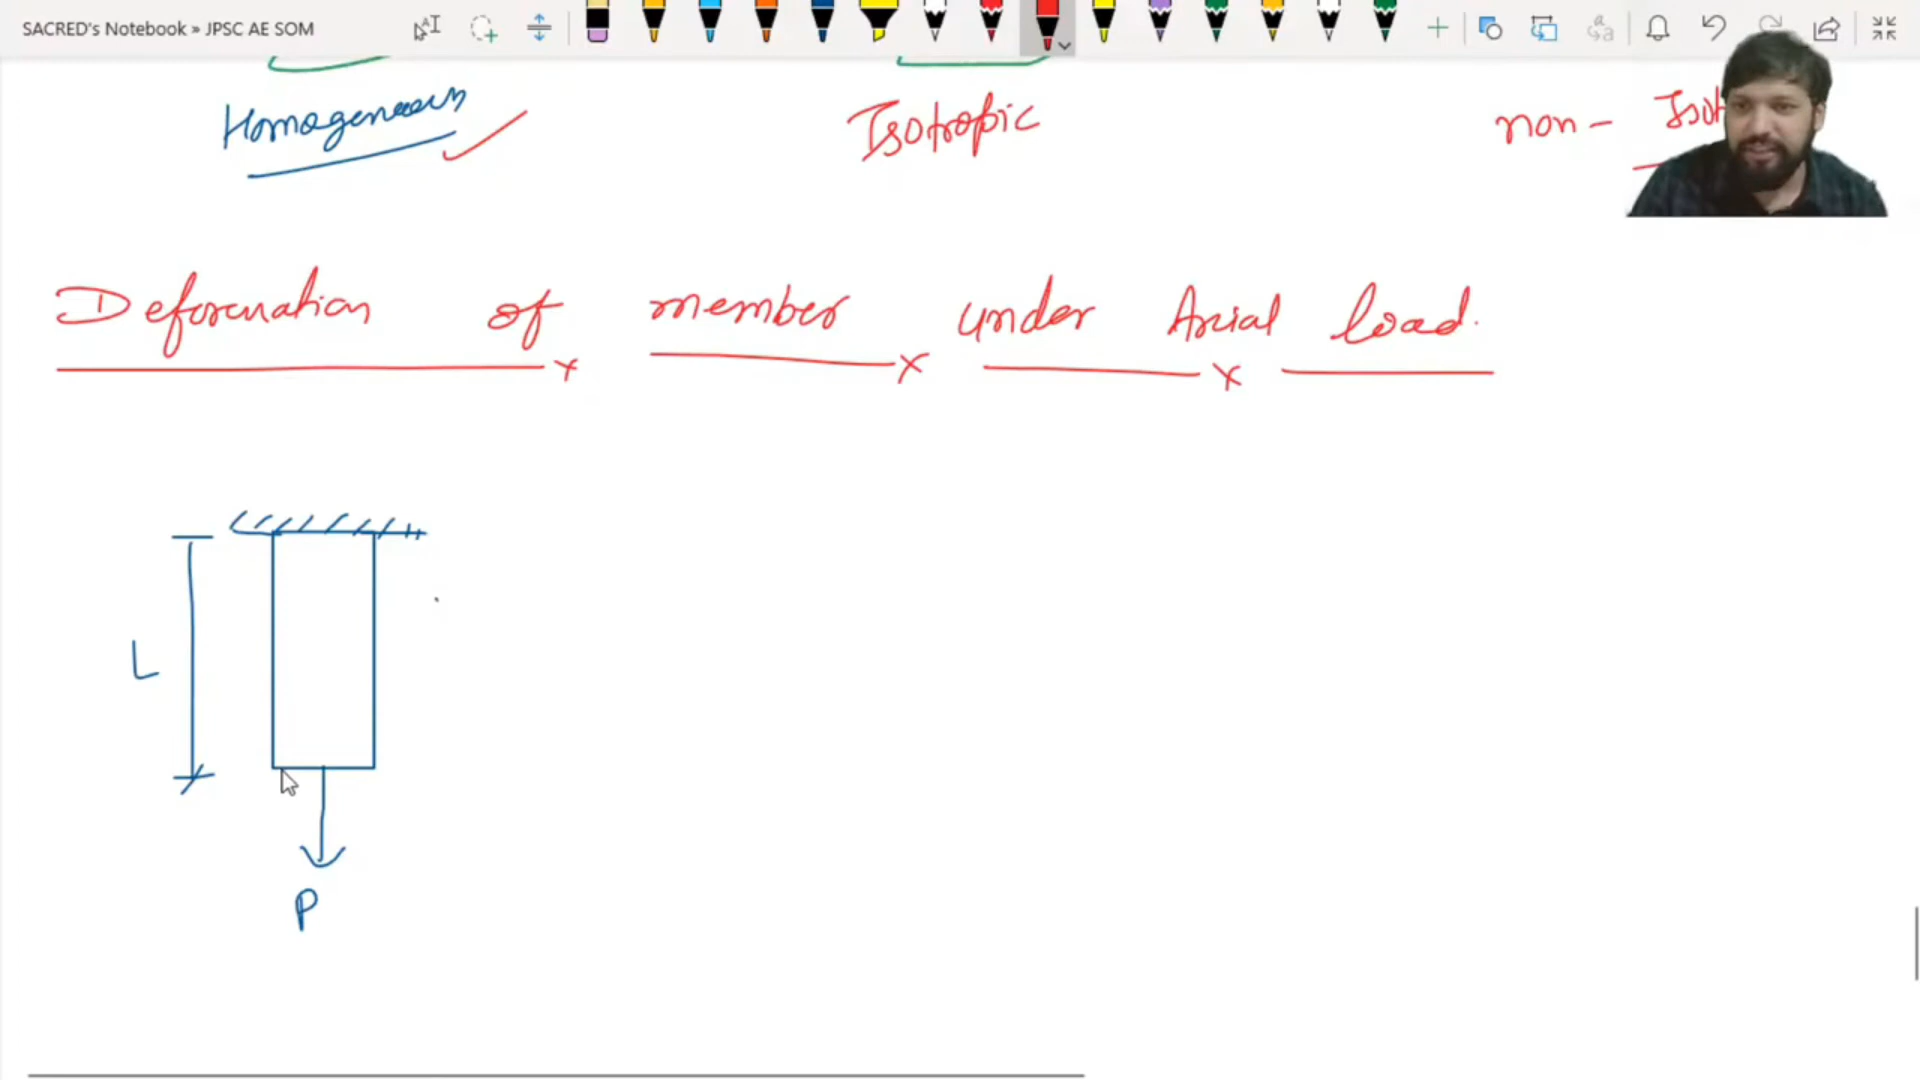 SACRED's Notebook » JPSC AE SOM
Homogeneous
Isotropic
non-
Deformation of member under Axial load.
L
P